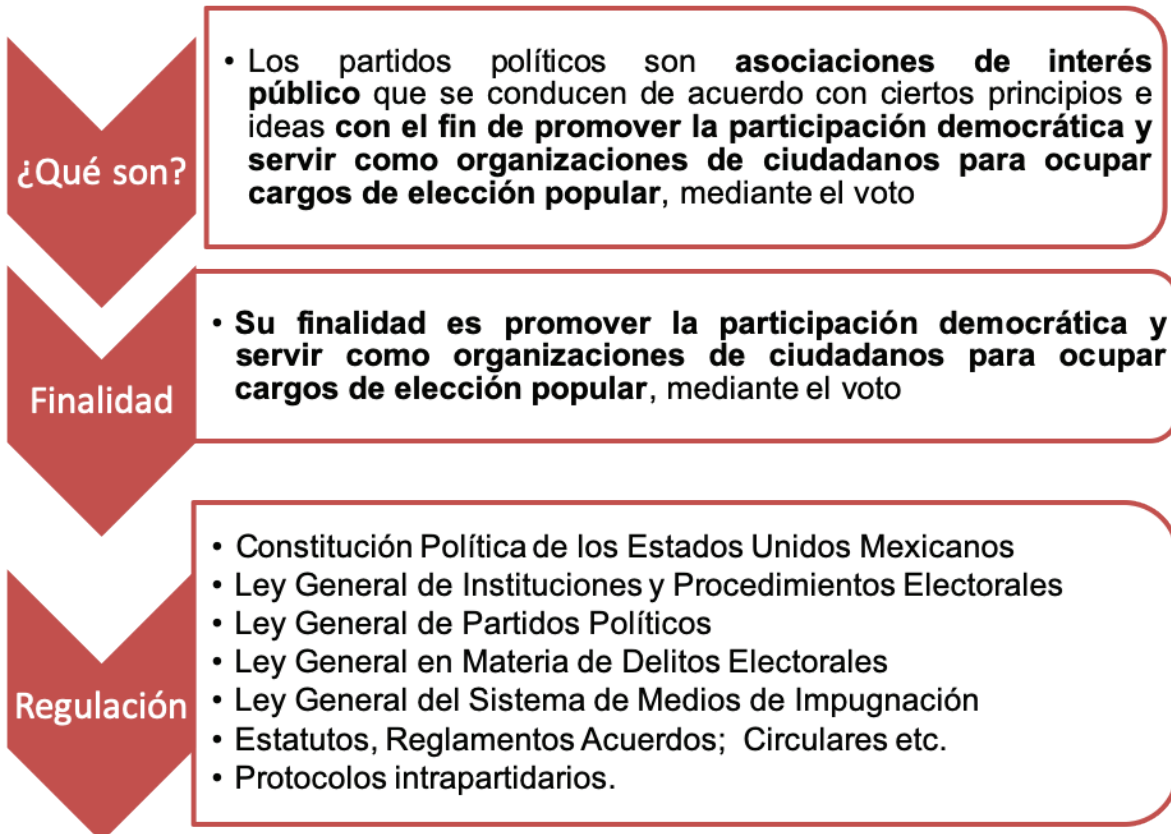 ¿Qué son?
• Los partidos políticos son asociaciones de interés
público que se conducen de acuerdo con ciertos principios e
ideas con el fin de promover la participación democrática y
servir como organizaciones de ciudadanos para ocupar
cargos de elección popular, mediante el voto
Finalidad
• Su finalidad es promover la participación democrática y
servir como organizaciones de ciudadanos para ocupar
cargos de elección popular, mediante el voto
Regulación
• Constitución Política de los Estados Unidos Mexicanos
• Ley General de Instituciones y Procedimientos Electorales
• Ley General de Partidos Políticos
• Ley General en Materia de Delitos Electorales
• Ley General del Sistema de Medios de Impugnación
• Estatutos, Reglamentos Acuerdos; Circulares etc.
• Protocolos intrapartidarios.